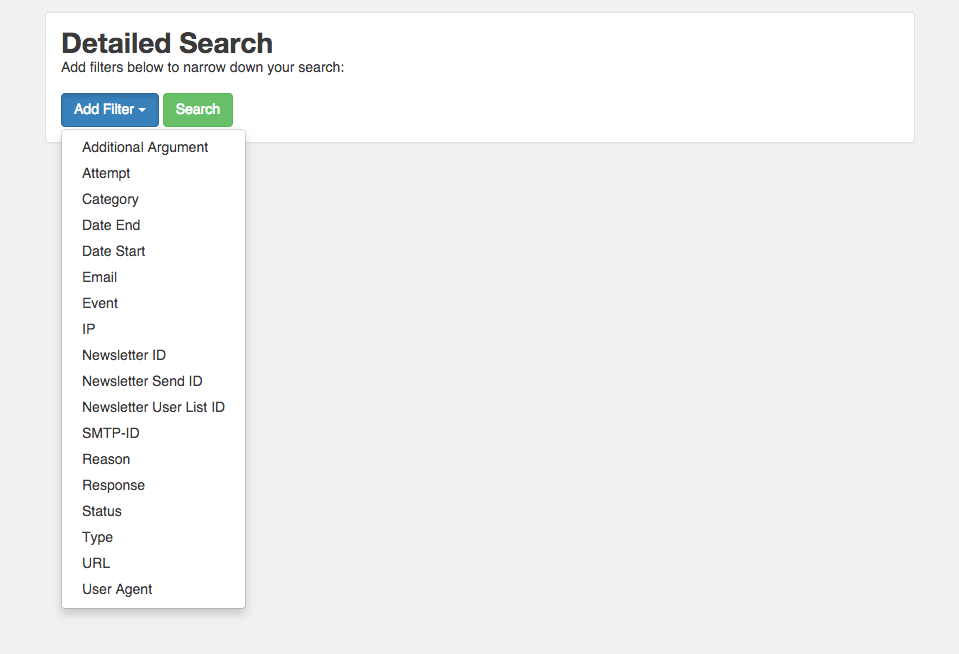 Detailed Search
Add filters below to narrow down your search:
Add Filter Search
Additional Argument
Attempt
Category
Date End
Date Start
Email
Event
IP
Newsletter ID
Newsletter Send ID
Newsletter User List ID
SMTP-ID
Reason
Response
Status
Type
URL
User Agent